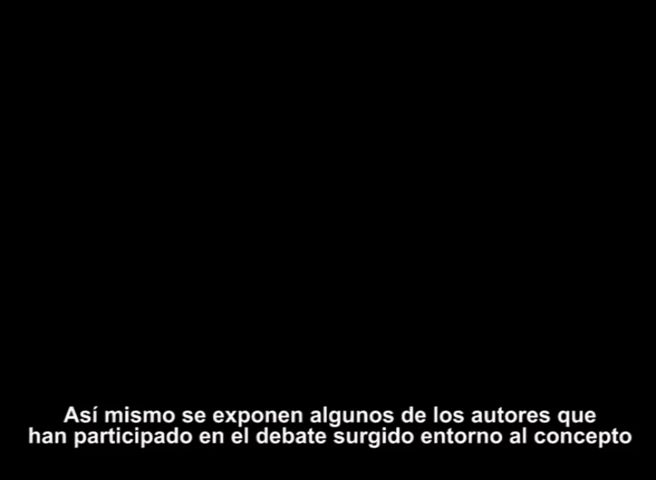 Así mismo se exponen algunos de los autores que
han participado en el debate surgido entorno al concepto